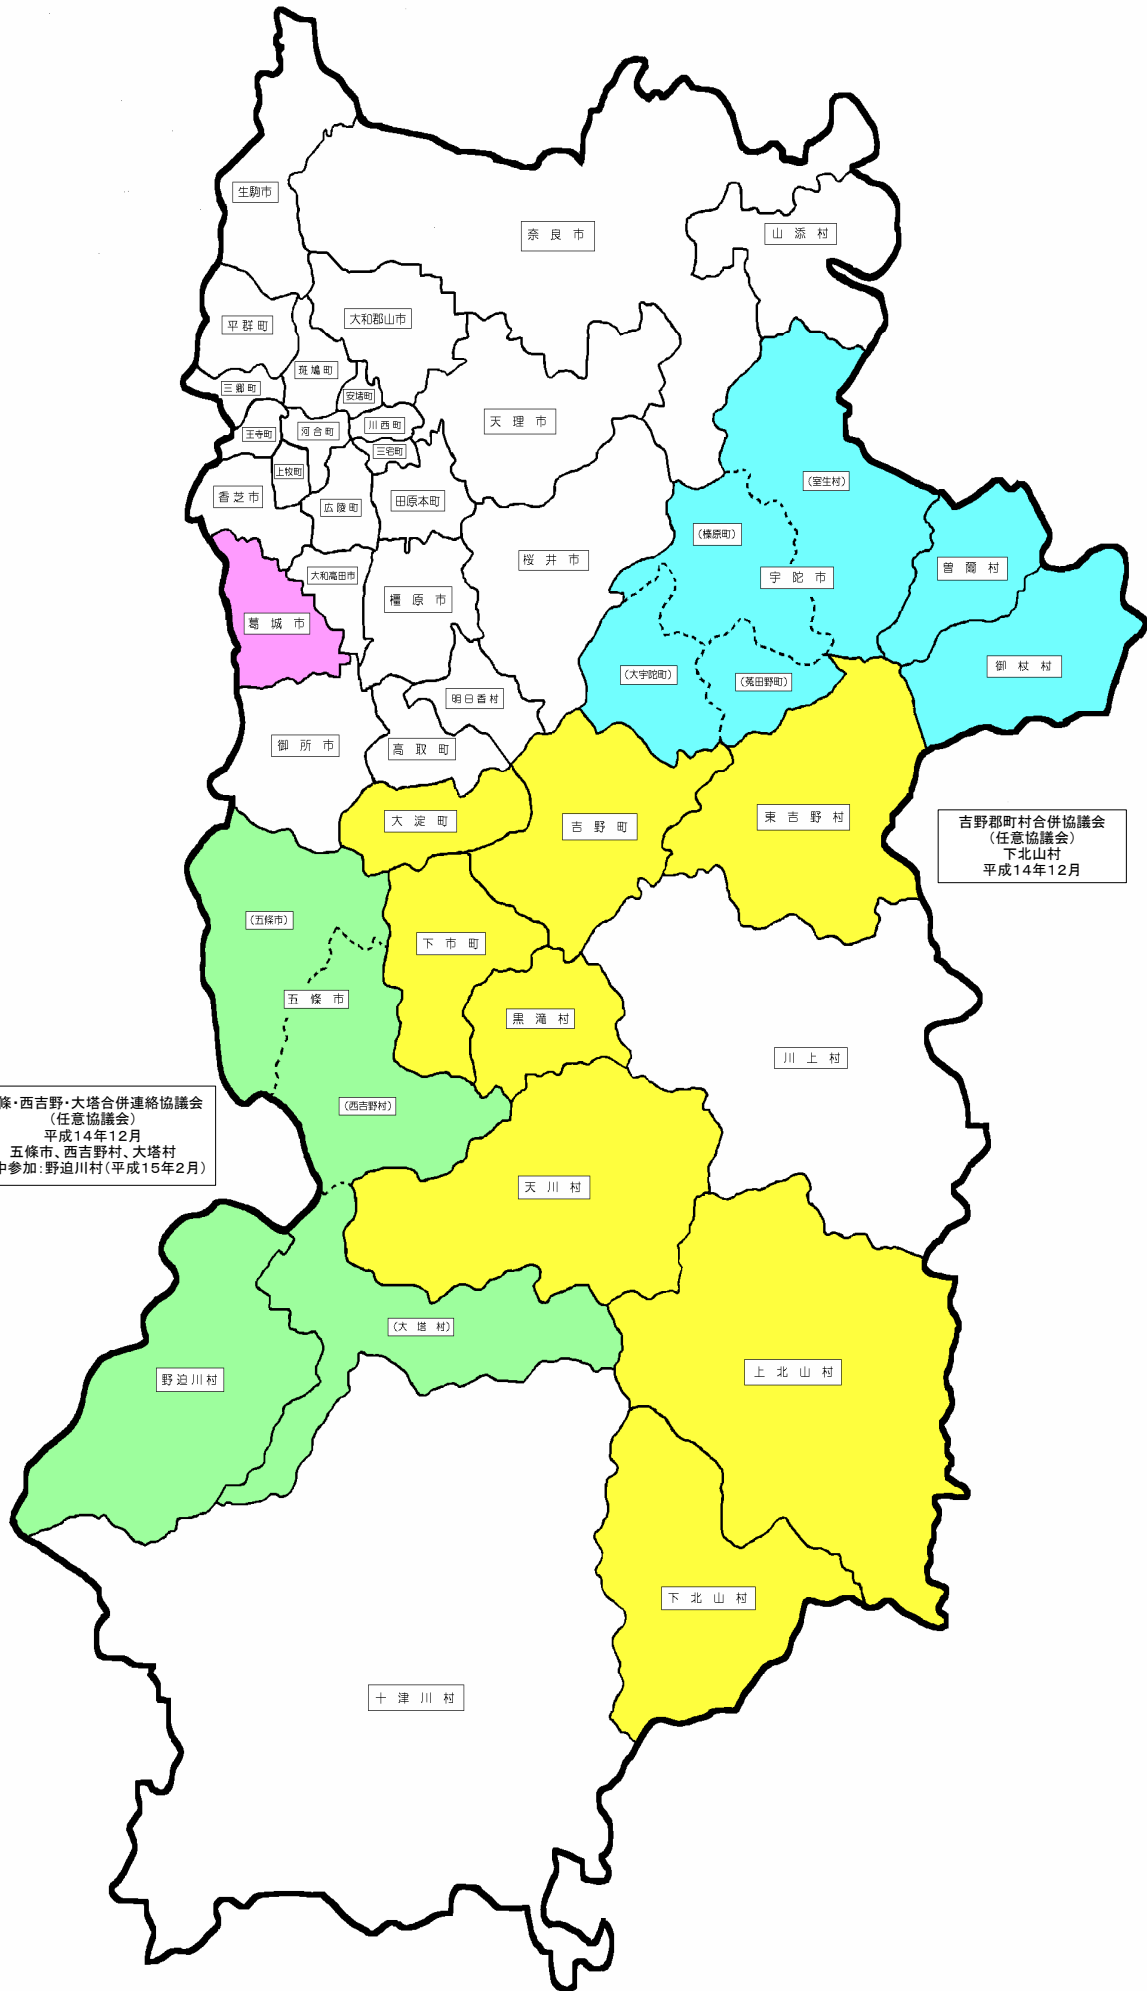 生駒市
奈良市
山添村
平群町
大和郡山市
斑鳩町
三郷町
安堵町
川西町
王寺町
河合町
三宅町
天理市
上牧町
香芝市
広陵町
田原本町
(室生村)
(榛原町)
桜井市
大和高田市
宇陀市
曽爾村
橿原市
葛城市
御杖村
(大宇陀町)
(菟田野町)
明日香村
御所市
高取町
大淀町
吉野町
東吉野村
吉野郡町村合併協議会
(任意協議会)
下北山村
平成14年12月
(五條市)
下市町
五條市
黒滝村
川上村
條・西吉野・大塔合併連絡協議会
(任意協議会)
平成14年12月
五條市、西吉野村、大塔村
中参加:野迫川村(平成15年2月)
(西吉野村)
天川村
(大塔村)
野迫川村
上北山村
下北山村
十津川村